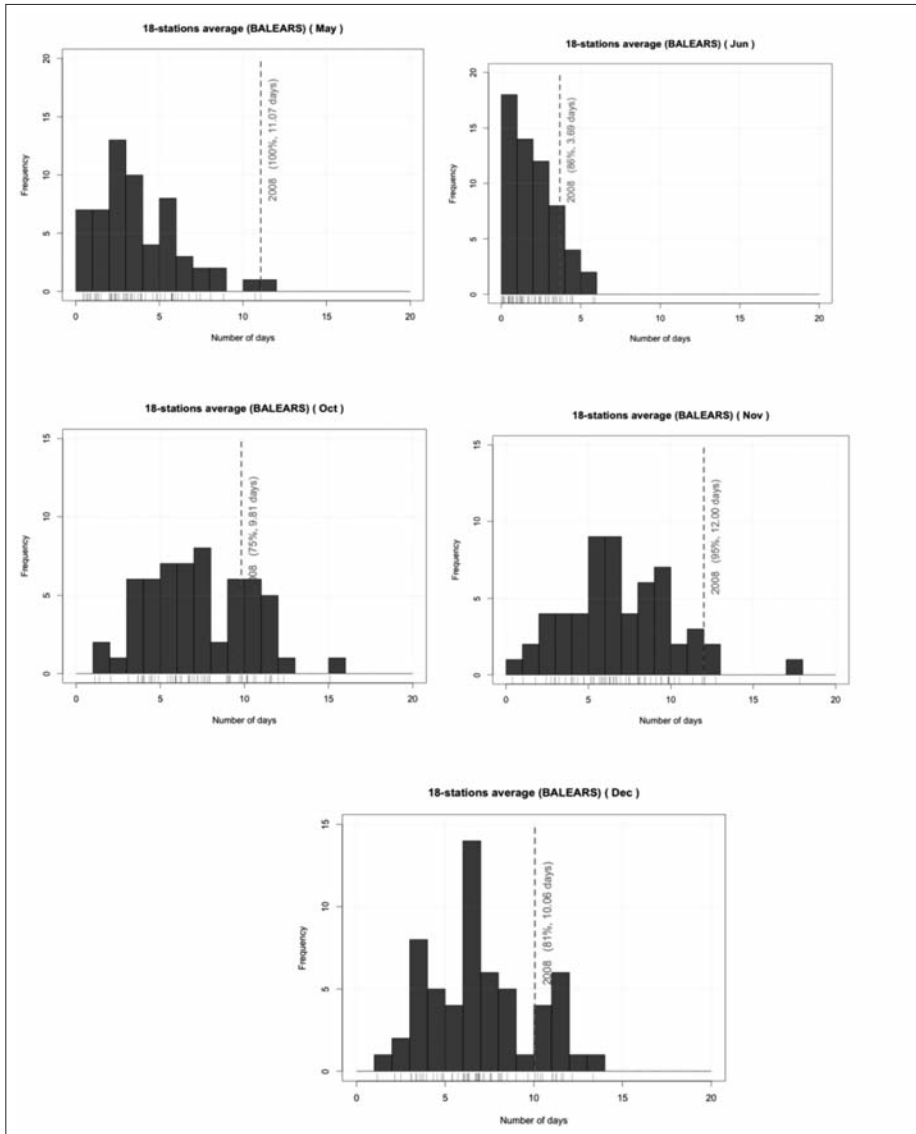 18-stations average (BALEARS) ( May )
Frequency
20
15
10
5
0
2008 (100%, 11.07 days)
0 5 10 15 20
Number of days
18-stations average (BALEARS) ( Jun )
Frequency
20
15
10
5
0
2008 (86%, 3.69 days)
0 5 10 15 20
Number of days
18-stations average (BALEARS) ( Oct )
Frequency
15
10
5
0
(75%, 9.81 days)
0 5 10 15 20
Number of days
18-stations average (BALEARS) ( Nov )
Frequency
15
10
5
0
2008 (95%, 12.00 days)
0 5 10 15 20
Number of days
18-stations average (BALEARS) ( Dec )
Frequency
15
10
5
0
2008 (81%, 10.06 days)
0 5 10 15 20
Number of days